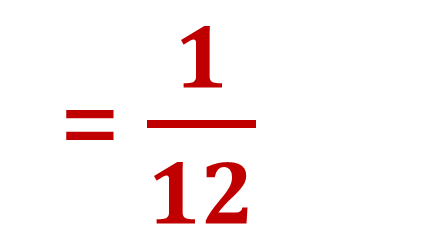 = 1/12